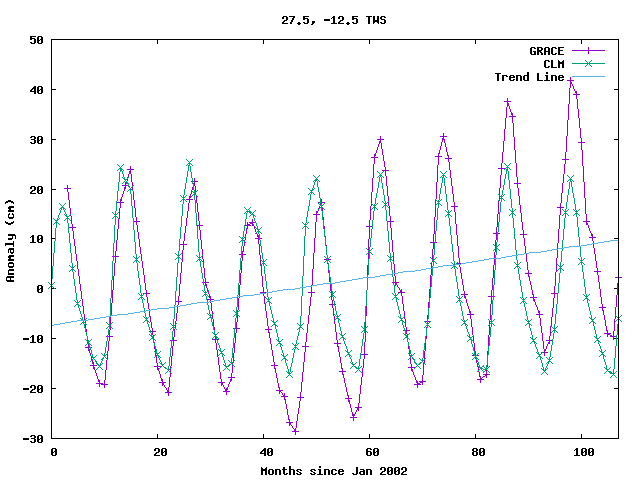 27.5, -12.5 TWS
50
40
30
20
10
0
-10
-20
-30
Anomaly (cm)
GRACE
CLM
Trend Line
0 20 40 60 80 100
Months since Jan 2002